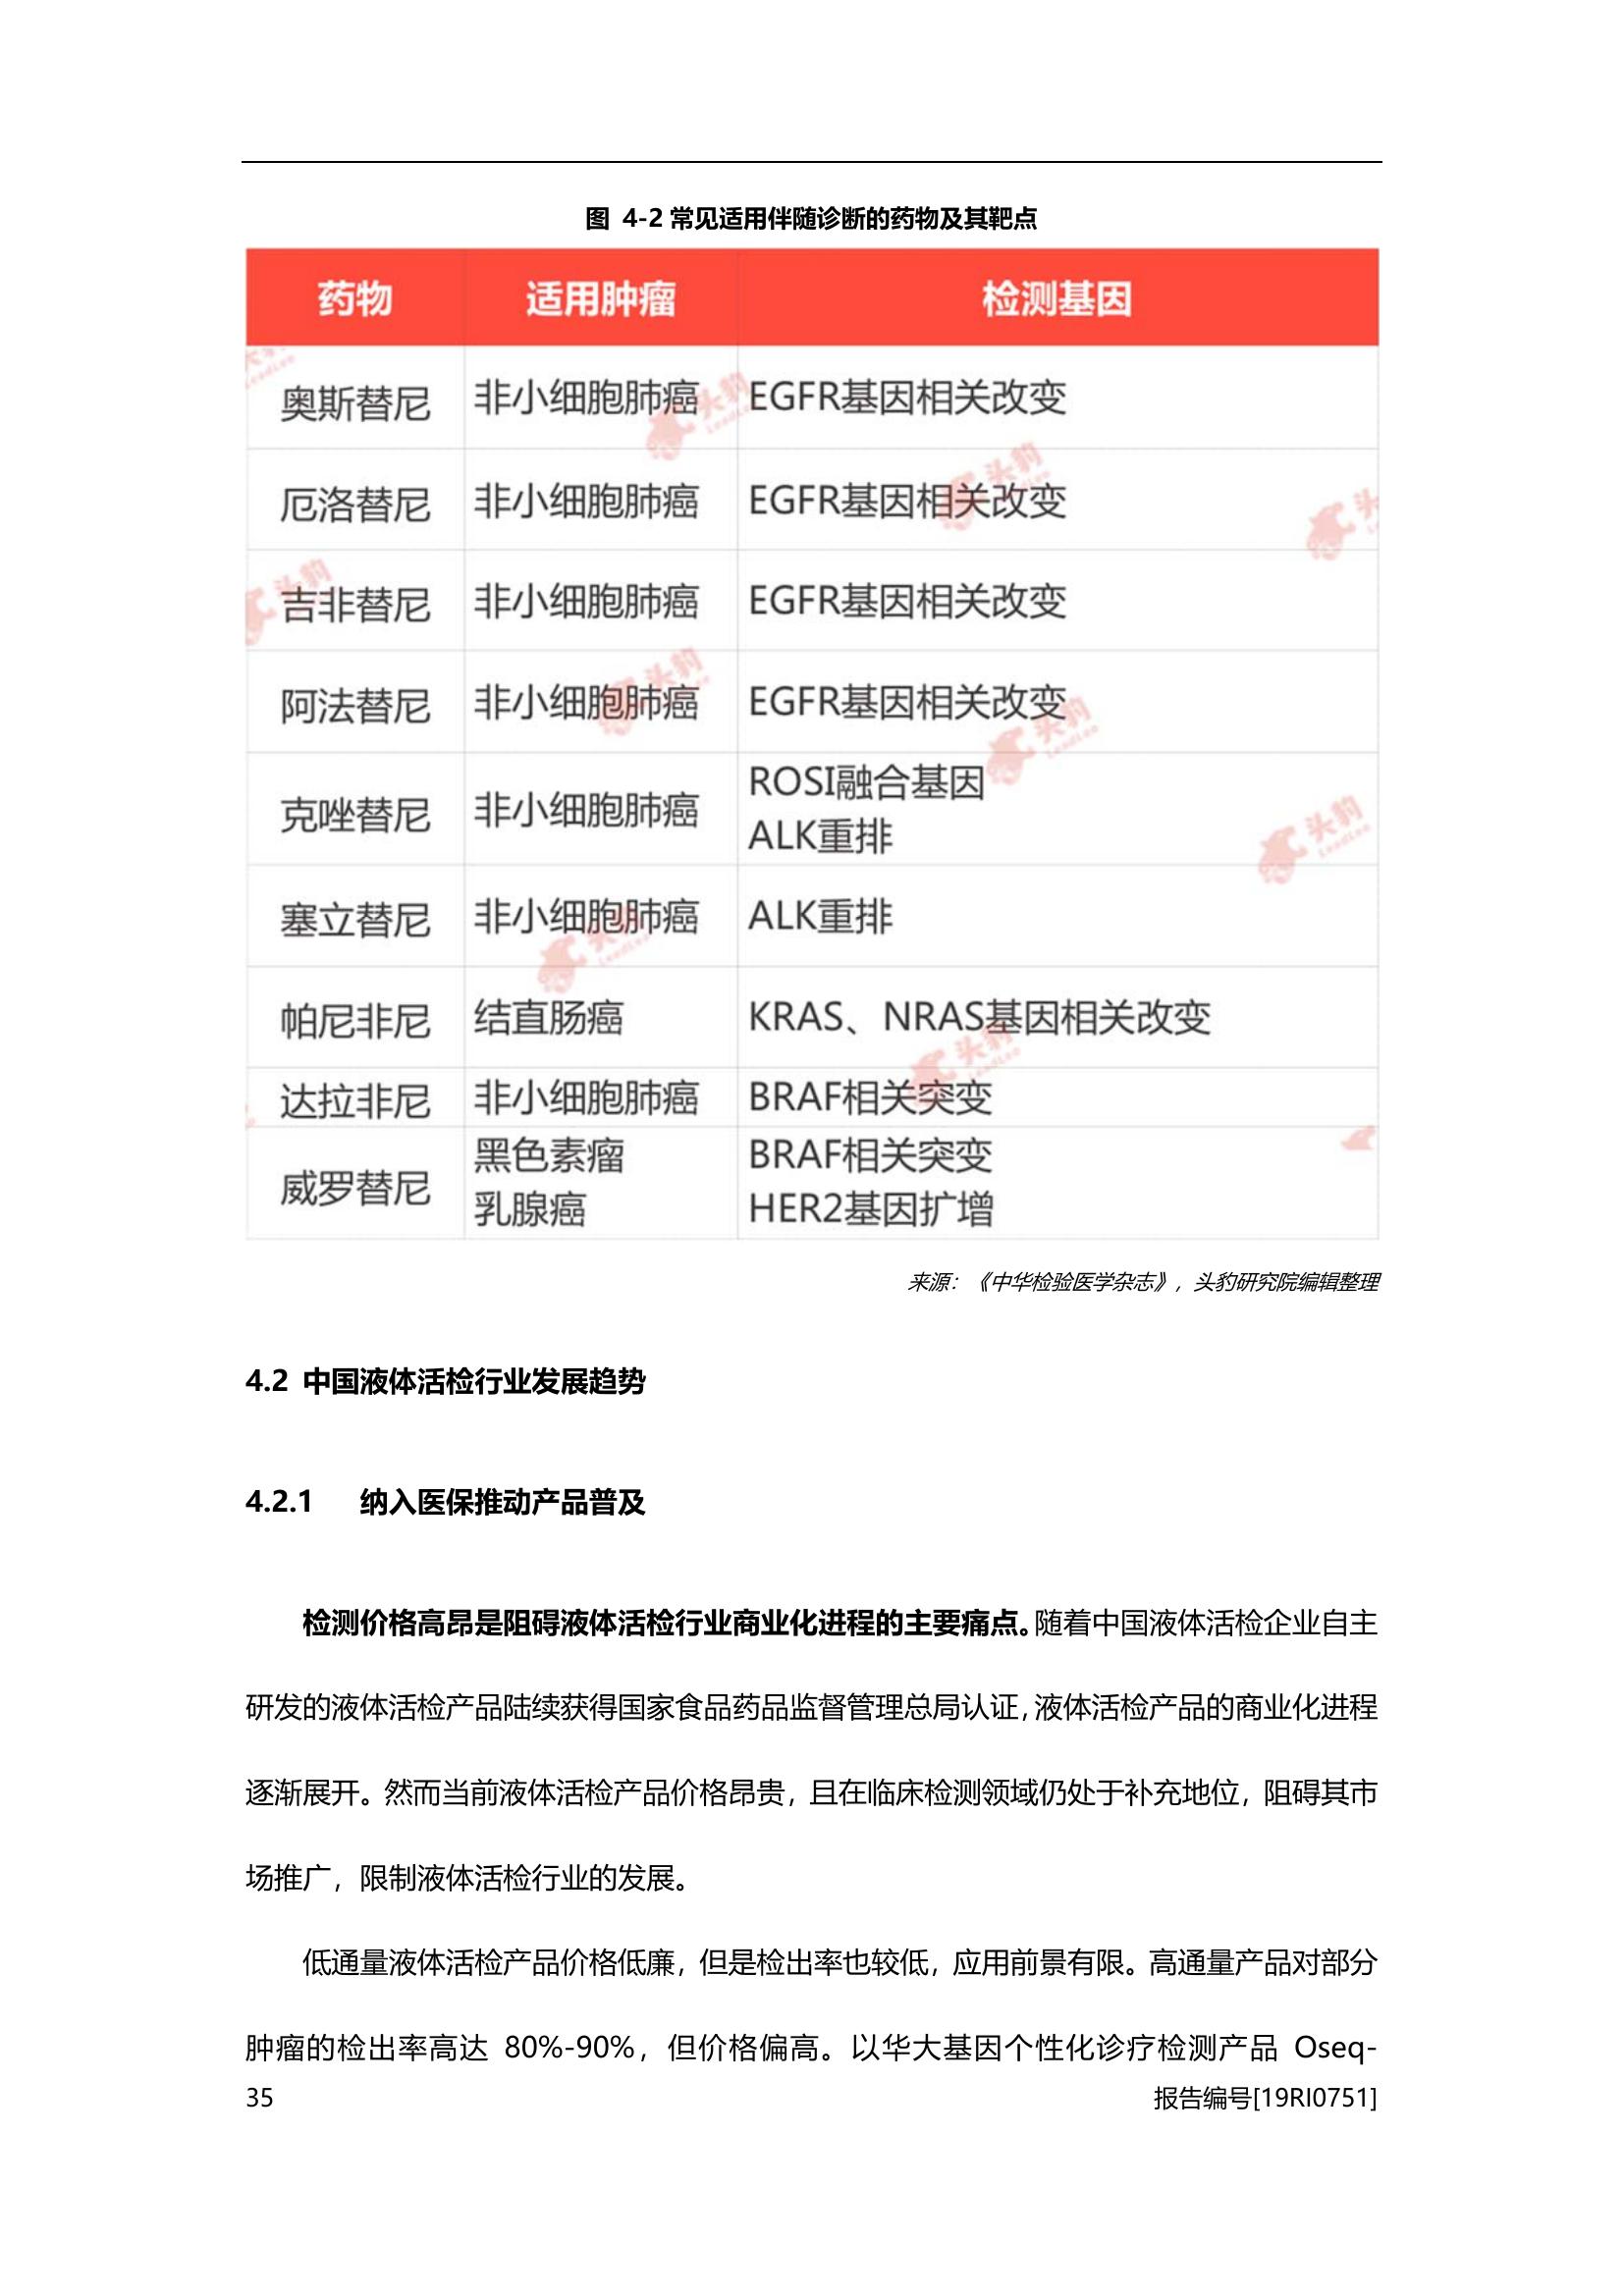 图 4-2 常见适用伴随诊断的药物及其靶点
药物 适用肿瘤 检测基因
奥斯替尼 非小细胞肺癌 EGFR基因相关改变
厄洛替尼 非小细胞肺癌 EGFR基因相关改变
吉非替尼 非小细胞肺癌 EGFR基因相关改变
阿法替尼 非小细胞肺癌 EGFR基因相关改变
克唑替尼 非小细胞肺癌 ROSI融合基因
ALK重排
塞立替尼 非小细胞肺癌 ALK重排
帕尼非尼 结直肠癌 KRAS、NRAS基因相关改变
达拉非尼 非小细胞肺癌 BRAF相关突变
威罗替尼 黑色素瘤 BRAF相关突变
乳腺癌 HER2基因扩增
来源：《中华检验医学杂志》，头豹研究院编辑整理
4.2 中国液体活检行业发展趋势
4.2.1 纳入医保推动产品普及
检测价格高昂是阻碍液体活检行业商业化进程的主要痛点。随着中国液体活检企业自主
研发的液体活检产品陆续获得国家食品药品监督管理总局认证，液体活检产品的商业化进程
逐渐展开。然而当前液体活检产品价格昂贵，且在临床检测领域仍处于补充地位，阻碍其市
场推广，限制液体活检行业的发展。
低通量液体活检产品价格低廉，但是检出率也较低，应用前景有限。高通量产品对部分
肿瘤的检出率高达 80%-90%，但价格偏高。以华大基因个性化诊疗检测产品 Oseq-
35 报告编号[19RI0751]